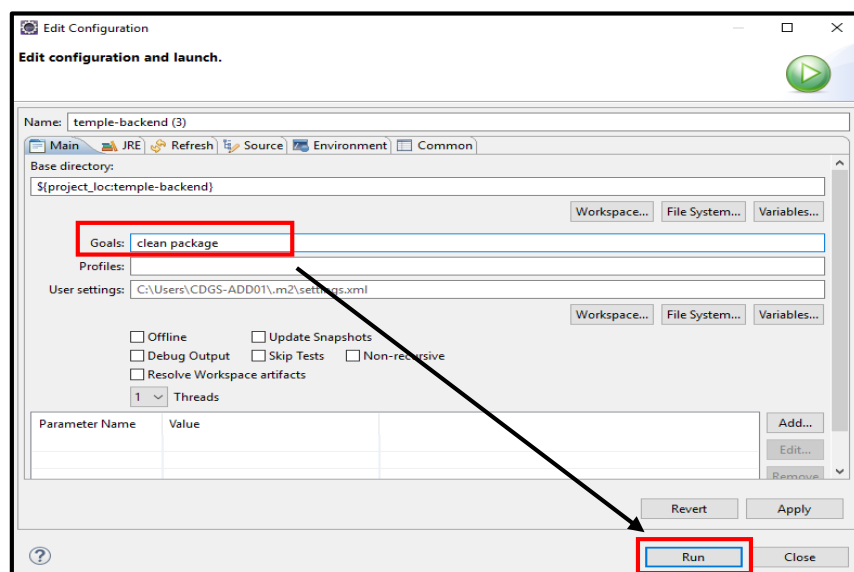 Edit Configuration
Edit configuration and launch.
Name: temple-backend (3)
Main JRE Refresh Source Environment Common
Base directory:
${project_loc:temple-backend}
Workspace... File System... Variables...
Goals: clean package
Profiles:
User settings: C:\Users\CDGS-ADD01\.m2\settings.xml
Workspace... File System... Variables...
Offline Update Snapshots
Debug Output Skip Tests Non-recursive
Resolve Workspace artifacts
1 Threads
Parameter Name Value Add...
Edit...
Remove
Revert Apply
? Run Close